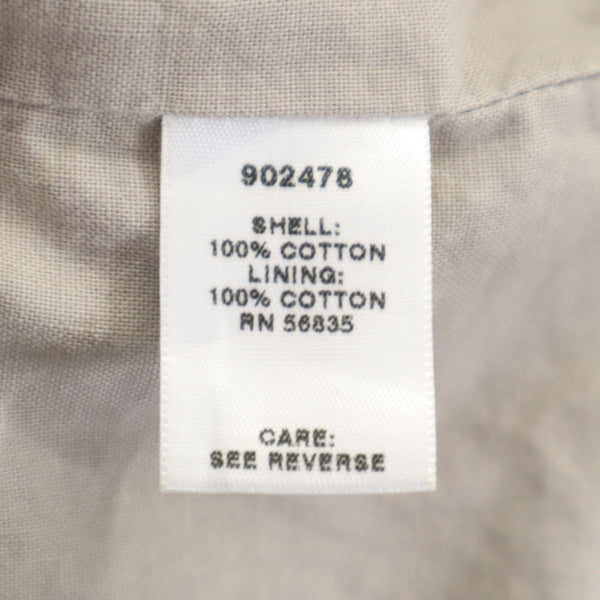 902478
SHELL:
100% COTTON
LINING:
100% COTTON
RN 56835
CARE:
SEE REVERSE